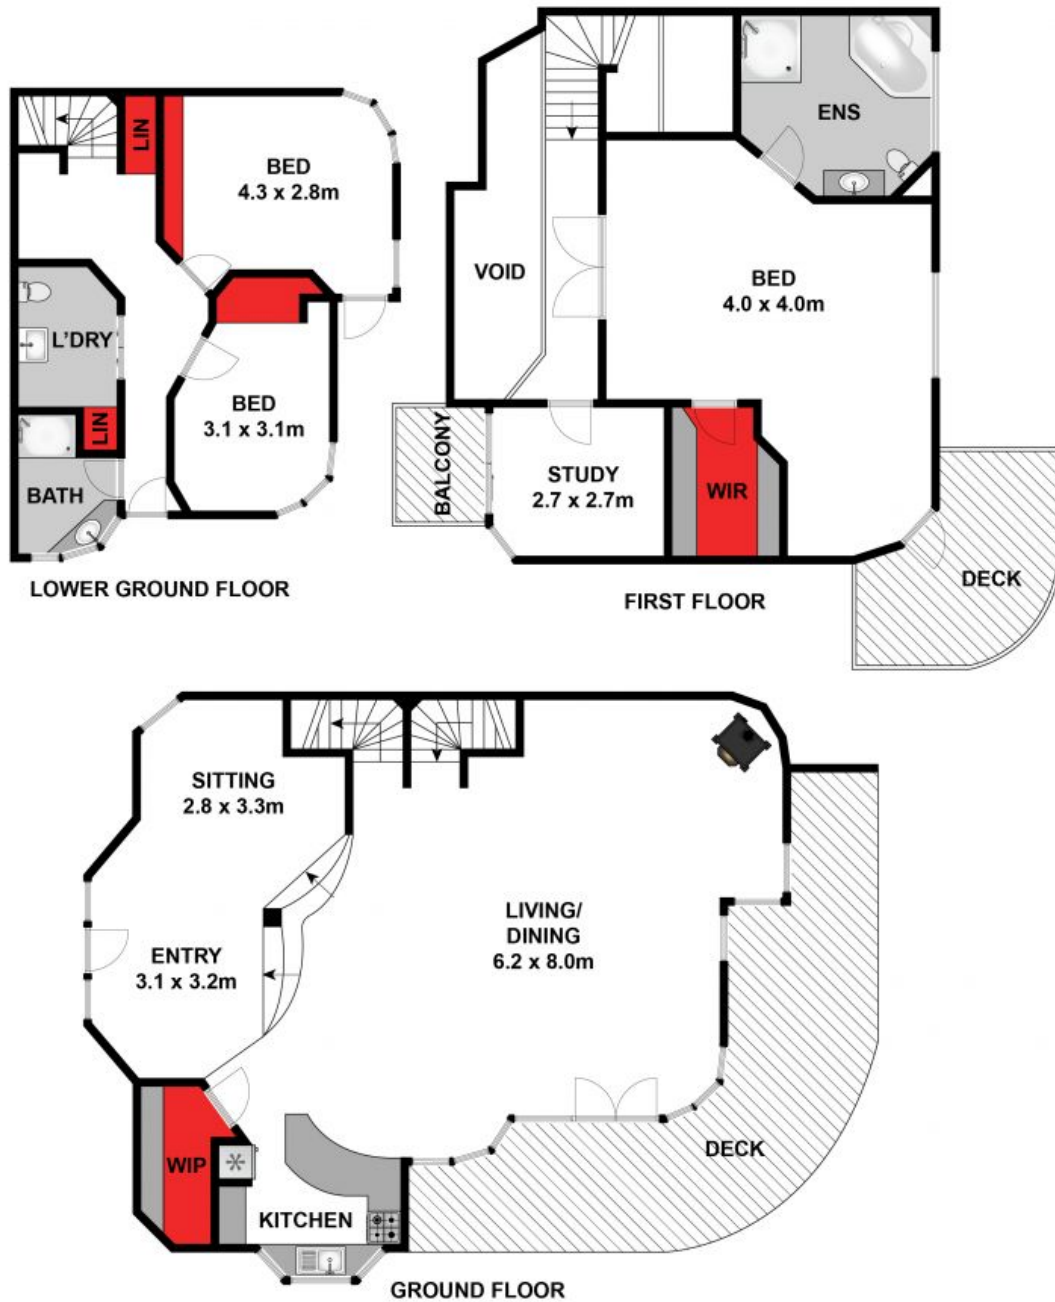 LIN
BED
4.3 x 2.8m
L'DRY
BED
3.1 x 3.1m
LIN
BATH
LOWER GROUND FLOOR
ENS
VOID
BED
4.0 x 4.0m
BALCONY
STUDY
2.7 x 2.7m
WIR
DECK
FIRST FLOOR
SITTING
2.8 x 3.3m
LIVING/
DINING
6.2 x 8.0m
ENTRY
3.1 x 3.2m
DECK
WIP
KITCHEN
GROUND FLOOR